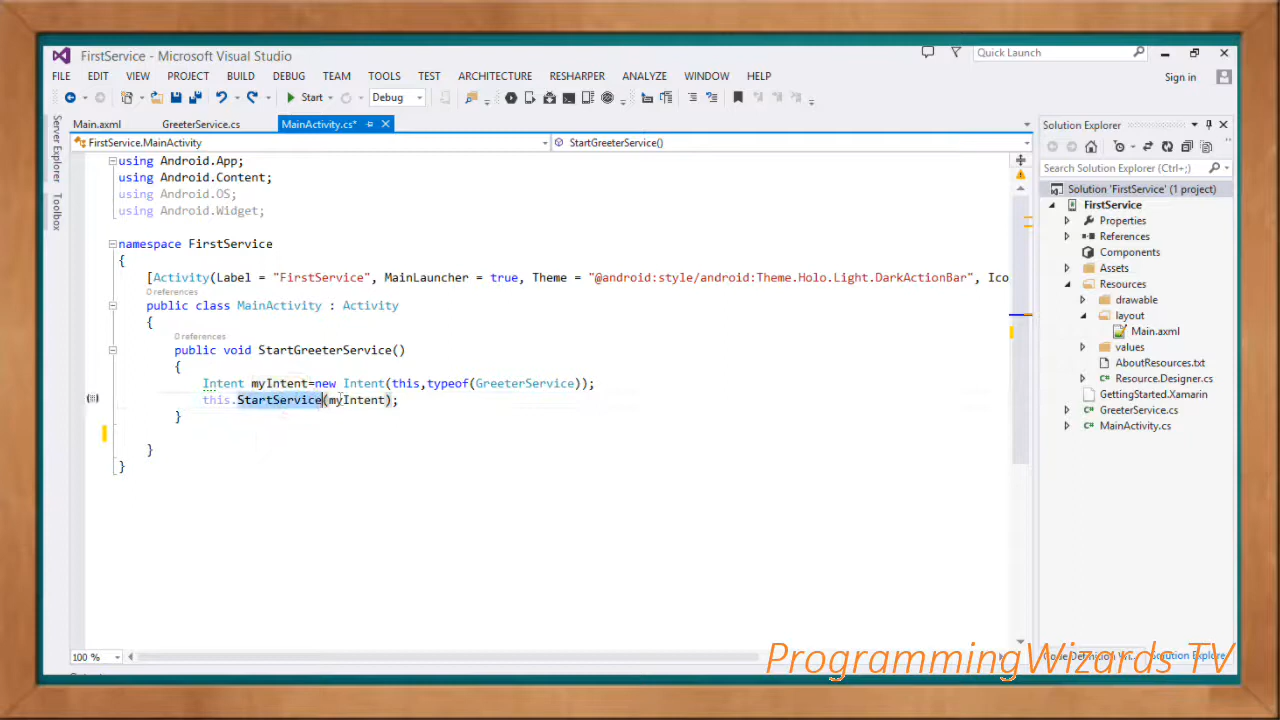 FirstService - Microsoft Visual Studio
Quick Launch
FILE EDIT VIEW PROJECT BUILD DEBUG TEAM TOOLS TEST ARCHITECTURE RESHARPER ANALYZE WINDOW HELP
Sign in
Start Debug
Main.axml GreeterService.cs MainActivity.cs*
FirstService.MainActivity StartGreeterService()
Server Explorer
Toolbox
using Android.App;
using Android.Content;
using Android.OS;
using Android.Widget;
namespace FirstService
{
[Activity(Label = "FirstService", MainLauncher = true, Theme = "@android:style/android:Theme.Holo.Light.DarkActionBar", Ico
0 references
public class MainActivity : Activity
{
0 references
public void StartGreeterService()
{
Intent myIntent=new Intent(this,typeof(GreeterService));
this.StartService(myIntent);
}
}
}
100 %
Solution Explorer
Search Solution Explorer (Ctrl+;)
Solution 'FirstService' (1 project)
FirstService
Properties
References
Components
Assets
Resources
drawable
layout
Main.axml
values
AboutResources.txt
Resource.Designer.cs
GettingStarted.Xamarin
GreeterService.cs
MainActivity.cs
ProgrammingWizards TV